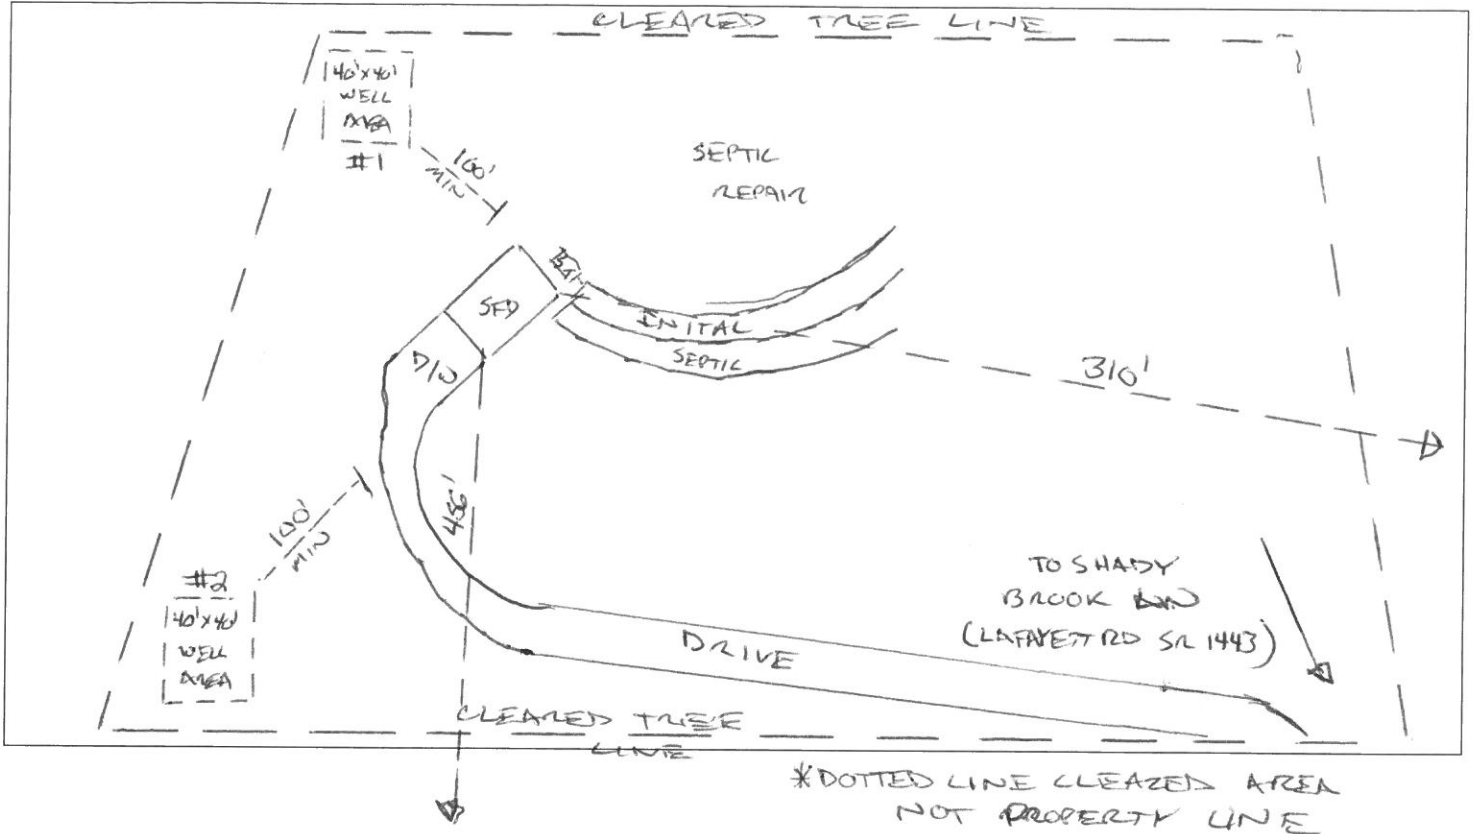 CLEARED TREE LINE
40'x40'
WELL
AREA
#1
100'
MIN
SEPTIC
REPAIR
SFD
D/W
INITAL
SEPTIC
310'
456'
100'
MIN
#2
40'x40'
WELL
AREA
TO SHADY
BROOK LN
(LAFAYETT RD SR 1443)
DRIVE
CLEARED TREE
LINE
*DOTTED LINE CLEARED AREA
NOT PROPERTY LINE